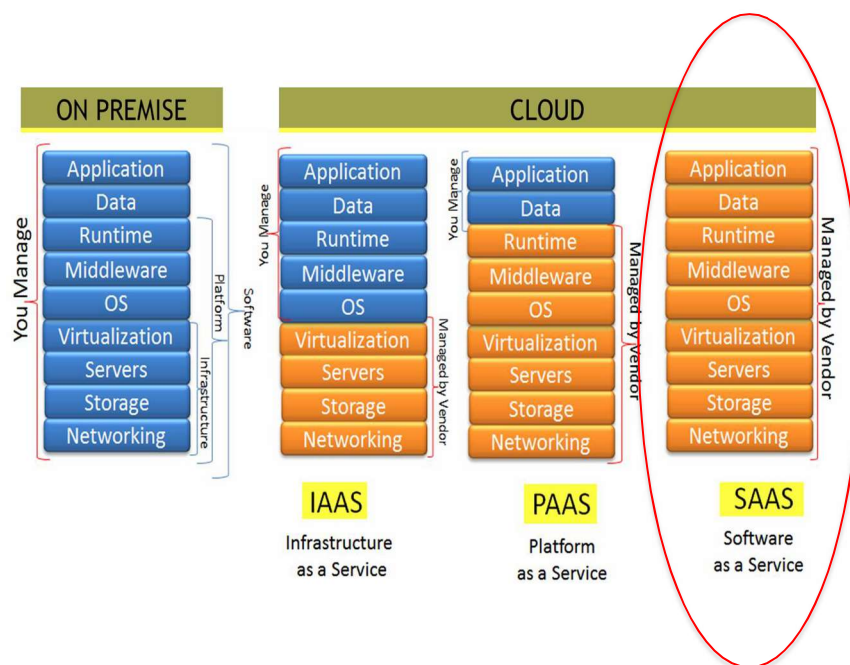 ON PREMISE
CLOUD
You Manage
Application
Data
Runtime
Middleware
OS
Virtualization
Servers
Storage
Networking
Infrastructure
Platform
Software
You Manage
Application
Data
Runtime
Middleware
OS
Virtualization
Servers
Storage
Networking
Managed by Vendor
IAAS
Infrastructure
as a Service
You Manage
Application
Data
Runtime
Middleware
OS
Virtualization
Servers
Storage
Networking
Managed by Vendor
PAAS
Platform
as a Service
Application
Data
Runtime
Middleware
OS
Virtualization
Servers
Storage
Networking
Managed by Vendor
SAAS
Software
as a Service